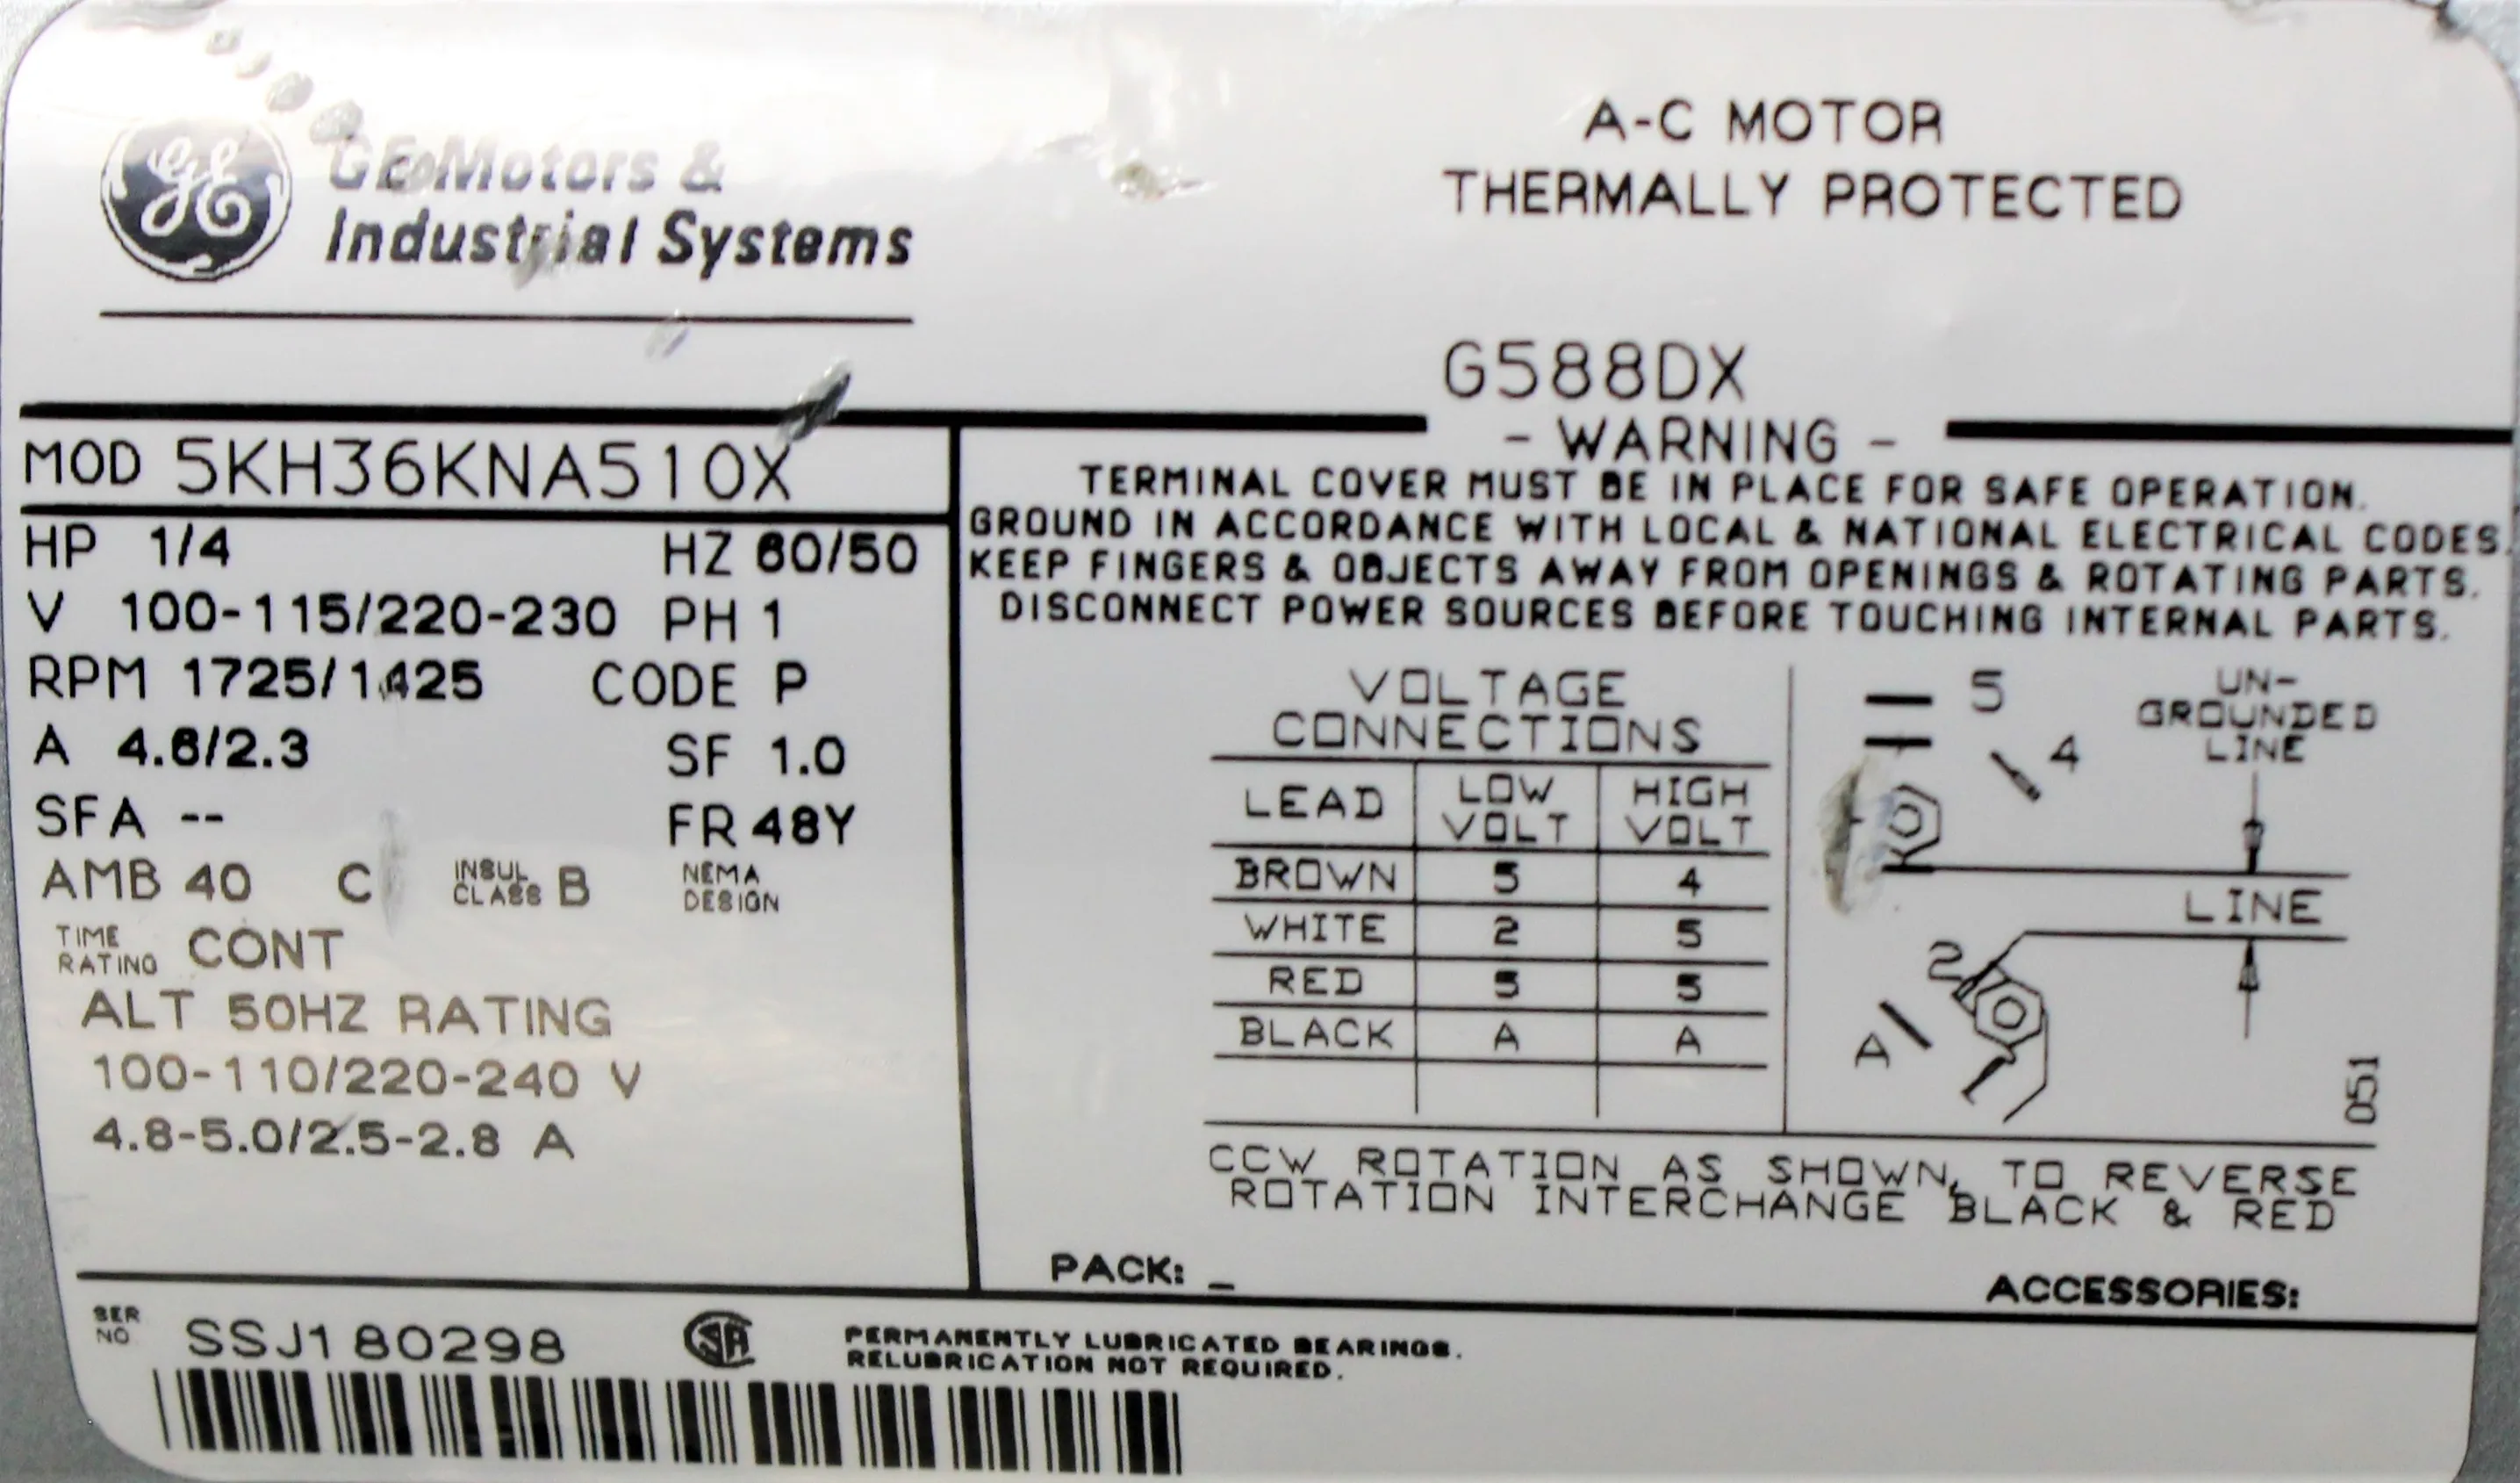 GE Motors &
Industrial Systems
A-C MOTOR
THERMALLY PROTECTED
G588DX
MOD 5KH36KNA510X
HP 1/4 HZ 60/50
V 100-115/220-230 PH 1
RPM 1725/1425 CODE P
A 4.6/2.3 SF 1.0
SFA -- FR 48Y
AMB 40 C INSUL CLASS B NEMA DESIGN
TIME RATING CONT
ALT 50HZ RATING
100-110/220-240 V
4.8-5.0/2.5-2.8 A
- WARNING -
TERMINAL COVER MUST BE IN PLACE FOR SAFE OPERATION.
GROUND IN ACCORDANCE WITH LOCAL & NATIONAL ELECTRICAL CODES.
KEEP FINGERS & OBJECTS AWAY FROM OPENINGS & ROTATING PARTS.
DISCONNECT POWER SOURCES BEFORE TOUCHING INTERNAL PARTS.
VOLTAGE
CONNECTIONS
LEAD LOW VOLT HIGH VOLT
BROWN 5 4
WHITE 2 5
RED 5 5
BLACK A A
5
4
UN-
GROUNDED
LINE
LINE
2
A
051
CCW ROTATION AS SHOWN, TO REVERSE
ROTATION INTERCHANGE BLACK & RED
PACK: _
ACCESSORIES:
SER NO SSJ180298
SA
PERMANENTLY LUBRICATED BEARINGS.
RELUBRICATION NOT REQUIRED.